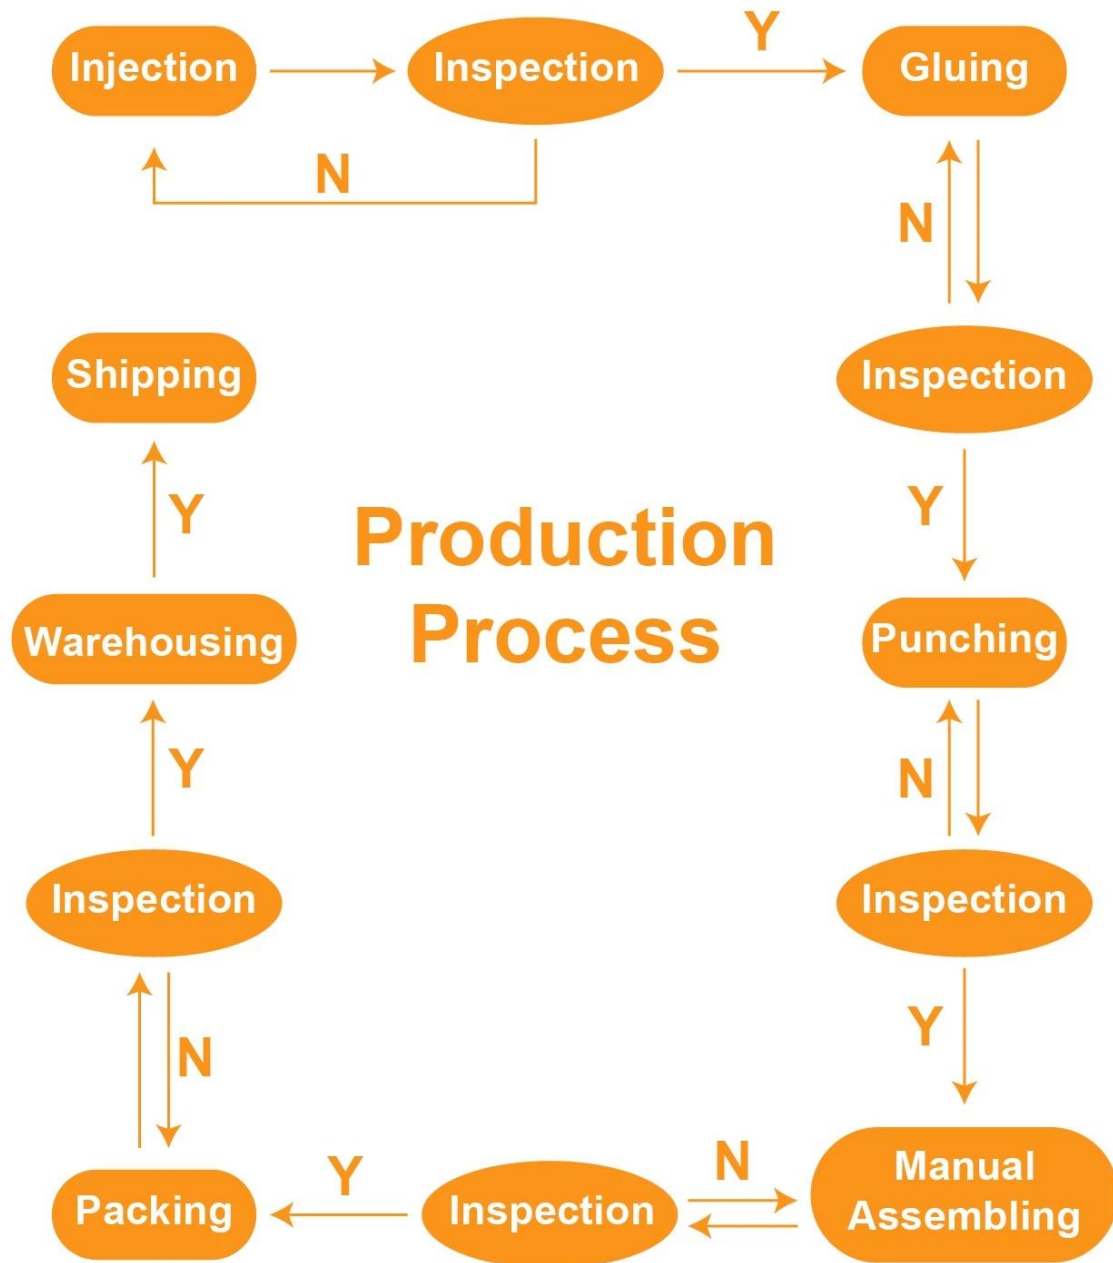 Injection
Inspection
Y
Gluing
N
N
Shipping
Inspection
Y
Y
Production
Process
Warehousing
Punching
Y
N
Inspection
Inspection
N
Y
Packing
Y
Inspection
N
Manual
Assembling